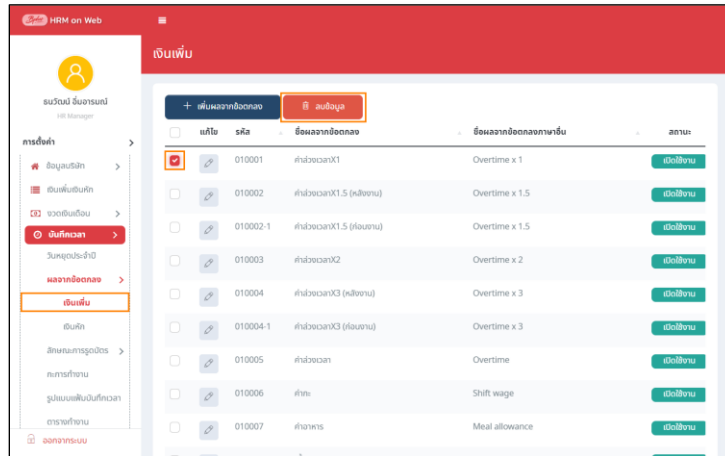 HRM on Web
เงินเพิ่ม
ธนวัฒน์ อิ่มอารมณ์
HR Manager
การตั้งค่า
ข้อมูลบริษัท
เงินเพิ่มเงินหัก
งวดเงินเดือน
บันทึกเวลา
วันหยุดประจำปี
ผลจากข้อตกลง
เงินเพิ่ม
เงินหัก
ลักษณะการรูดบัตร
กะการทำงาน
รูปแบบแฟ้มบันทึกเวลา
ตารางทำงาน
ออกจากระบบ
+ เพิ่มผลจากข้อตกลง ลบข้อมูล
แก้ไข รหัส ชื่อผลจากข้อตกลง ชื่อผลจากข้อตกลงภาษาอื่น สถานะ
010001 ค่าล่วงเวลาX1 Overtime x 1 เปิดใช้งาน
010002 ค่าล่วงเวลาX1.5 (หลังงาน) Overtime x 1.5 เปิดใช้งาน
010002-1 ค่าล่วงเวลาX1.5 (ก่อนงาน) Overtime x 1.5 เปิดใช้งาน
010003 ค่าล่วงเวลาX2 Overtime x 2 เปิดใช้งาน
010004 ค่าล่วงเวลาX3 (หลังงาน) Overtime x 3 เปิดใช้งาน
010004-1 ค่าล่วงเวลาX3 (ก่อนงาน) Overtime x 3 เปิดใช้งาน
010005 ค่าล่วงเวลา Overtime เปิดใช้งาน
010006 ค่ากะ Shift wage เปิดใช้งาน
010007 ค่าอาหาร Meal allowance เปิดใช้งาน